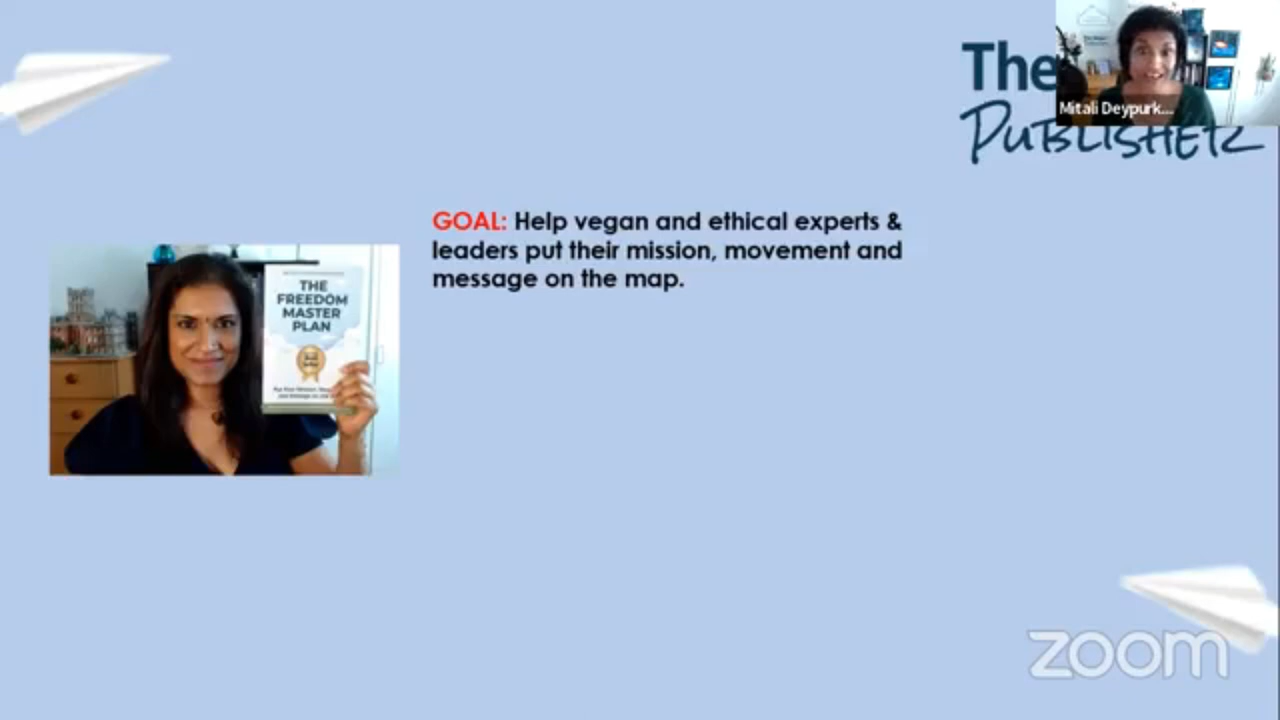 The
PUBLISHER
Mitali Deypurk...
GOAL: Help vegan and ethical experts &
leaders put their mission, movement and
message on the map.
THE
FREEDOM
MASTER
PLAN
zoom